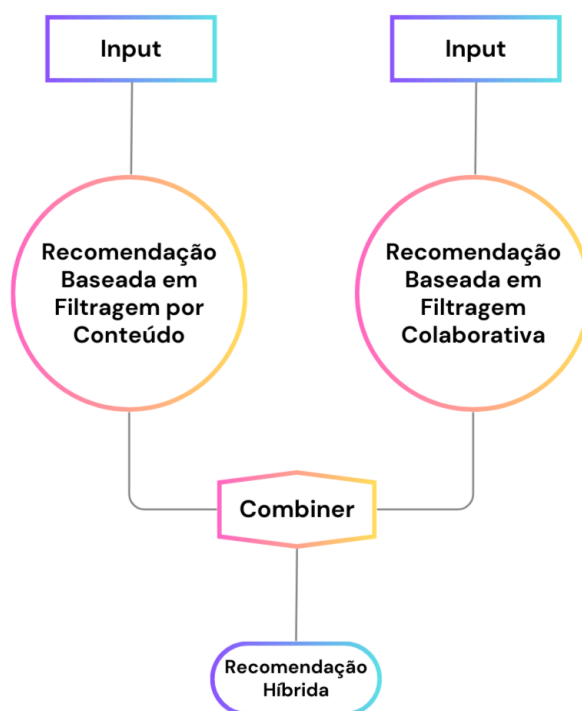 Input
Input
Recomendação
Baseada em
Filtragem por
Conteúdo
Recomendação
Baseada em
Filtragem
Colaborativa
Combiner
Recomendação
Híbrida